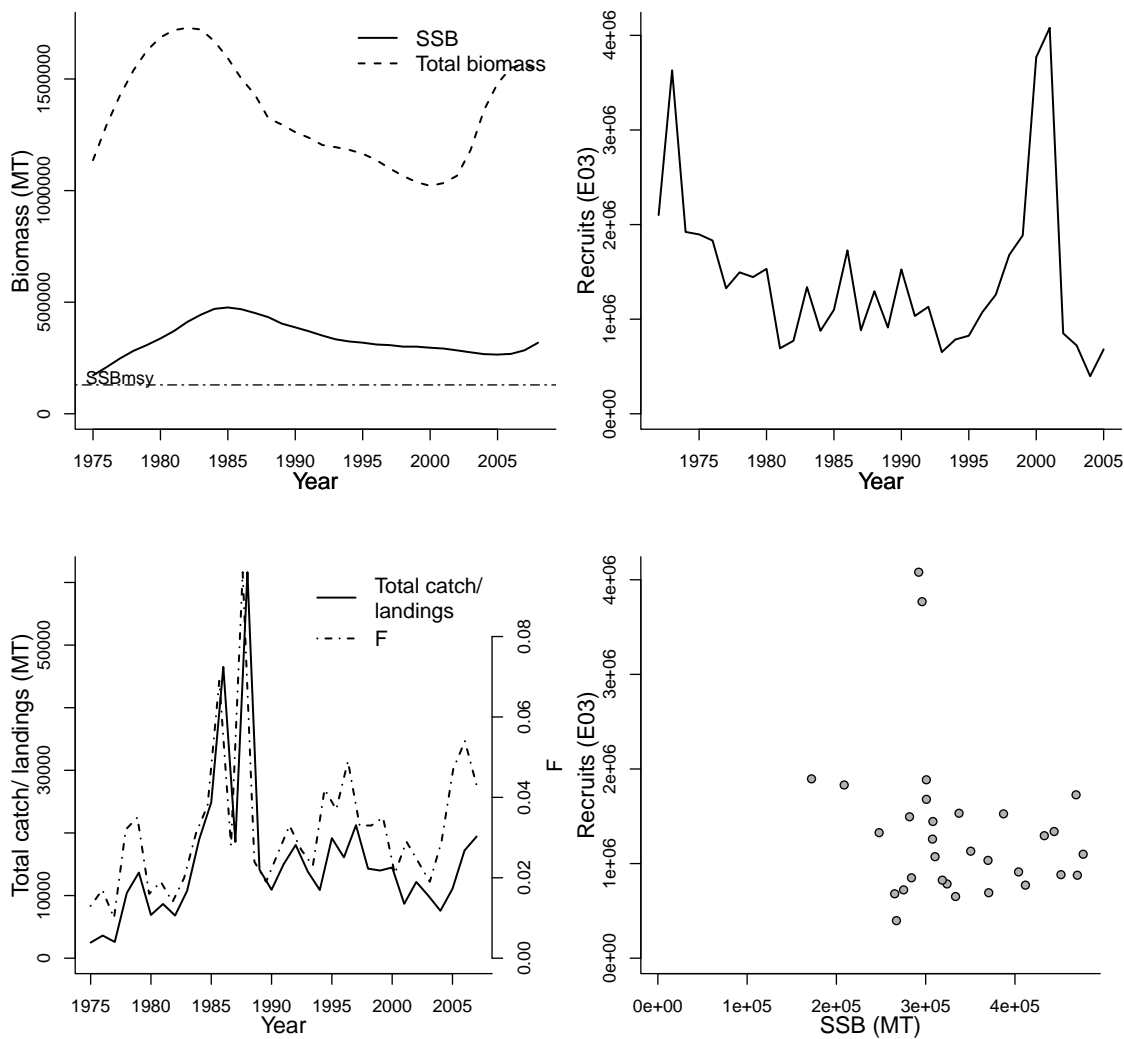 SSB
Total biomass
Biomass (MT)
1500000
1000000
500000
0
SSBmsy
1975 1980 1985 1990 1995 2000 2005
Year
Recruits (E03)
4e+06
3e+06
2e+06
1e+06
0e+00
1975 1980 1985 1990 1995 2000 2005
Year
Total catch/
landings
F
Total catch/ landings (MT)
50000
30000
10000
0
0.08
0.06
0.04
0.02
0.00
F
1975 1980 1985 1990 1995 2000 2005
Year
Recruits (E03)
4e+06
3e+06
2e+06
1e+06
0e+00
0e+00 1e+05 2e+05 3e+05 4e+05
SSB (MT)